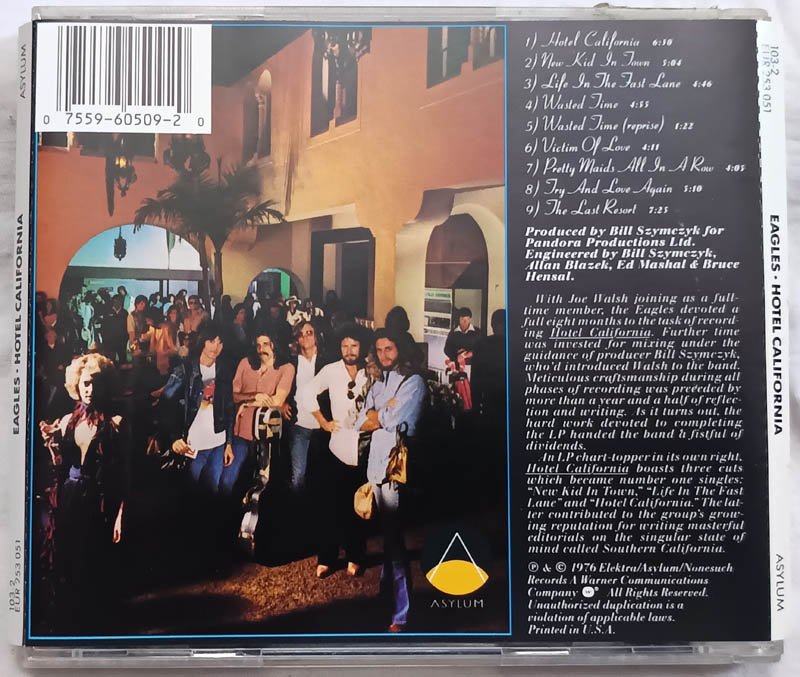 0 7559-60509-2 0
1) Hotel California 6:30
2) New Kid In Town 5:04
3) Life In The Fast Lane 4:46
4) Wasted Time 4:55
5) Wasted Time (reprise) 1:22
6) Victim Of Love 4:11
7) Pretty Maids All In A Row 4:05
8) Try And Love Again 5:10
9) The Last Resort 7:25
Produced by Bill Szymczyk for
Pandora Productions Ltd.
Engineered by Bill Szymczyk,
Allan Blazek, Ed Mashal & Bruce
Hensal.
With Joe Walsh joining as a full-
time member, the Eagles devoted a
full eight months to the task of record-
ing Hotel California. Further time
was invested for mixing under the
guidance of producer Bill Szymczyk,
who'd introduced Walsh to the band.
Meticulous craftsmanship during all
phases of recording was preceded by
more than a year and a half of reflec-
tion and writing. As it turns out, the
hard work devoted to completing
the LP handed the band a fistful of
dividends.
An LP chart-topper in its own right,
Hotel California boasts three cuts
which became number one singles:
"New Kid In Town," "Life In The Fast
Lane" and "Hotel California." The lat-
ter contributed to the group's grow-
ing reputation for writing masterful
editorials on the singular state of
mind called Southern California.
℗ & © 1976 Elektra/Asylum/Nonesuch
Records A Warner Communications
Company All Rights Reserved.
Unauthorized duplication is a
violation of applicable laws.
Printed in U.S.A.
ASYLUM
ASYLUM
EAGLES · HOTEL CALIFORNIA
103-2
EUR 253 051
103-2
EUR 253 051
EAGLES · HOTEL CALIFORNIA
ASYLUM